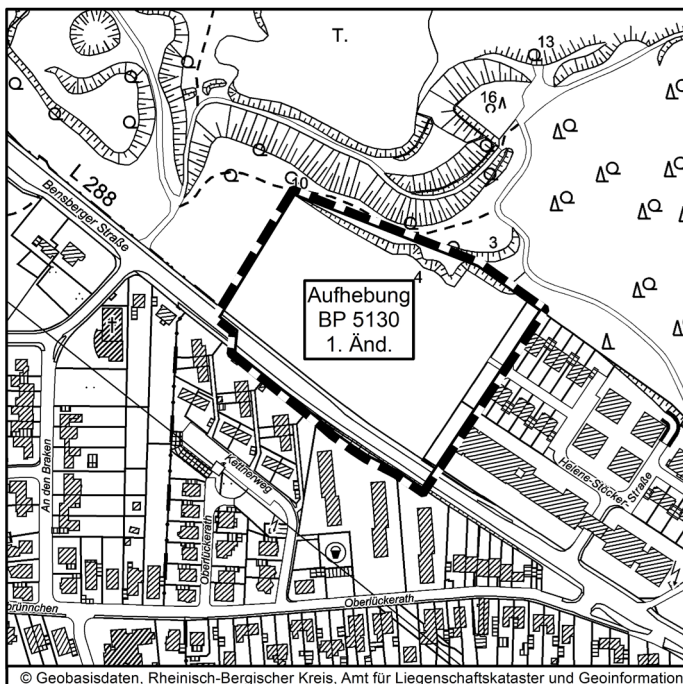 T.
13
16
L 288
Bensberger Straße
10
3
4
Aufhebung
BP 5130
1. Änd.
An den Braken
Kettnerweg
Oberlückerath
Helene-Stöcker-Straße
brünnchen
Oberlückerath
© Geobasisdaten, Rheinisch-Bergischer Kreis, Amt für Liegenschaftskataster und Geoinformation